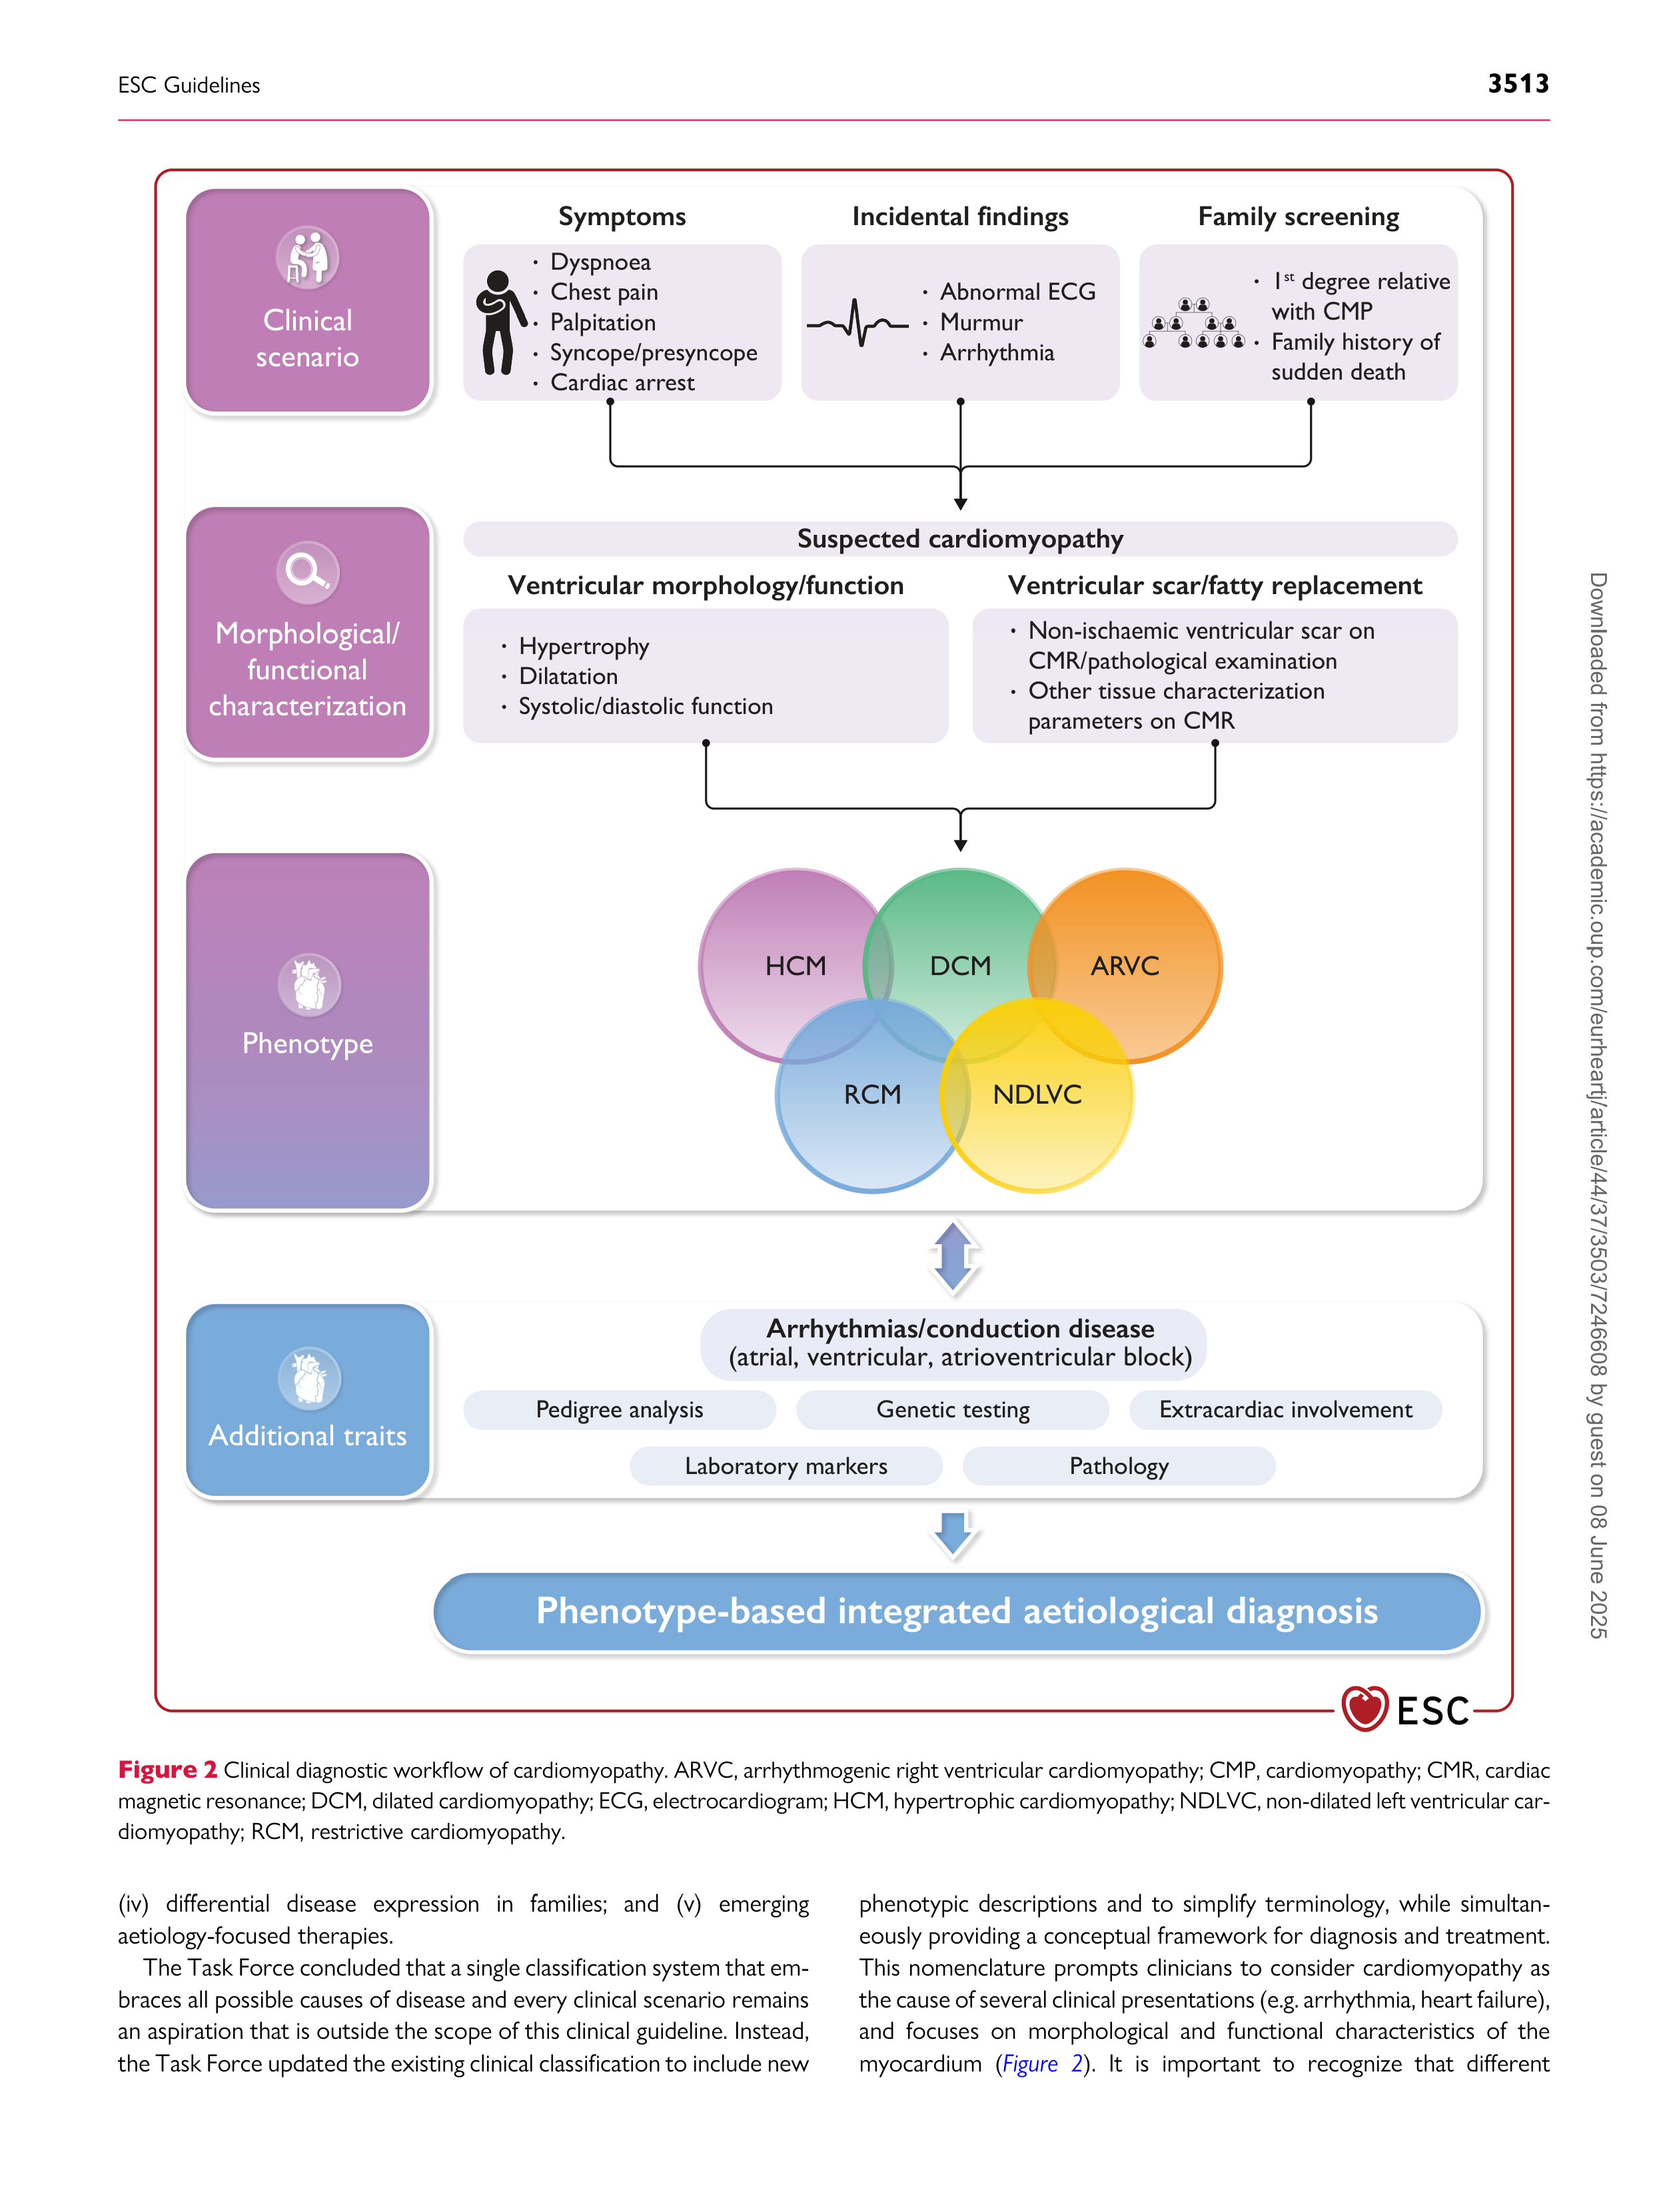 ESC Guidelines
3513
Clinical
scenario
Symptoms
· Dyspnoea
· Chest pain
· Palpitation
· Syncope/presyncope
· Cardiac arrest
Incidental findings
· Abnormal ECG
· Murmur
· Arrhythmia
Family screening
· 1st degree relative
with CMP
· Family history of
sudden death
Morphological/
functional
characterization
Suspected cardiomyopathy
Ventricular morphology/function
· Hypertrophy
· Dilatation
· Systolic/diastolic function
Ventricular scar/fatty replacement
· Non-ischaemic ventricular scar on
CMR/pathological examination
· Other tissue characterization
parameters on CMR
Phenotype
HCM
DCM
ARVC
RCM
NDLVC
Additional traits
Arrhythmias/conduction disease
(atrial, ventricular, atrioventricular block)
Pedigree analysis
Genetic testing
Extracardiac involvement
Laboratory markers
Pathology
Phenotype-based integrated aetiological diagnosis
ESC
Figure 2 Clinical diagnostic workflow of cardiomyopathy. ARVC, arrhythmogenic right ventricular cardiomyopathy; CMP, cardiomyopathy; CMR, cardiac
magnetic resonance; DCM, dilated cardiomyopathy; ECG, electrocardiogram; HCM, hypertrophic cardiomyopathy; NDLVC, non-dilated left ventricular car-
diomyopathy; RCM, restrictive cardiomyopathy.
(iv) differential disease expression in families; and (v) emerging
aetiology-focused therapies.
The Task Force concluded that a single classification system that em-
braces all possible causes of disease and every clinical scenario remains
an aspiration that is outside the scope of this clinical guideline. Instead,
the Task Force updated the existing clinical classification to include new
phenotypic descriptions and to simplify terminology, while simultan-
eously providing a conceptual framework for diagnosis and treatment.
This nomenclature prompts clinicians to consider cardiomyopathy as
the cause of several clinical presentations (e.g. arrhythmia, heart failure),
and focuses on morphological and functional characteristics of the
myocardium (Figure 2). It is important to recognize that different
Downloaded from https://academic.oup.com/eurheartj/article/44/37/3503/7246608 by guest on 08 June 2025